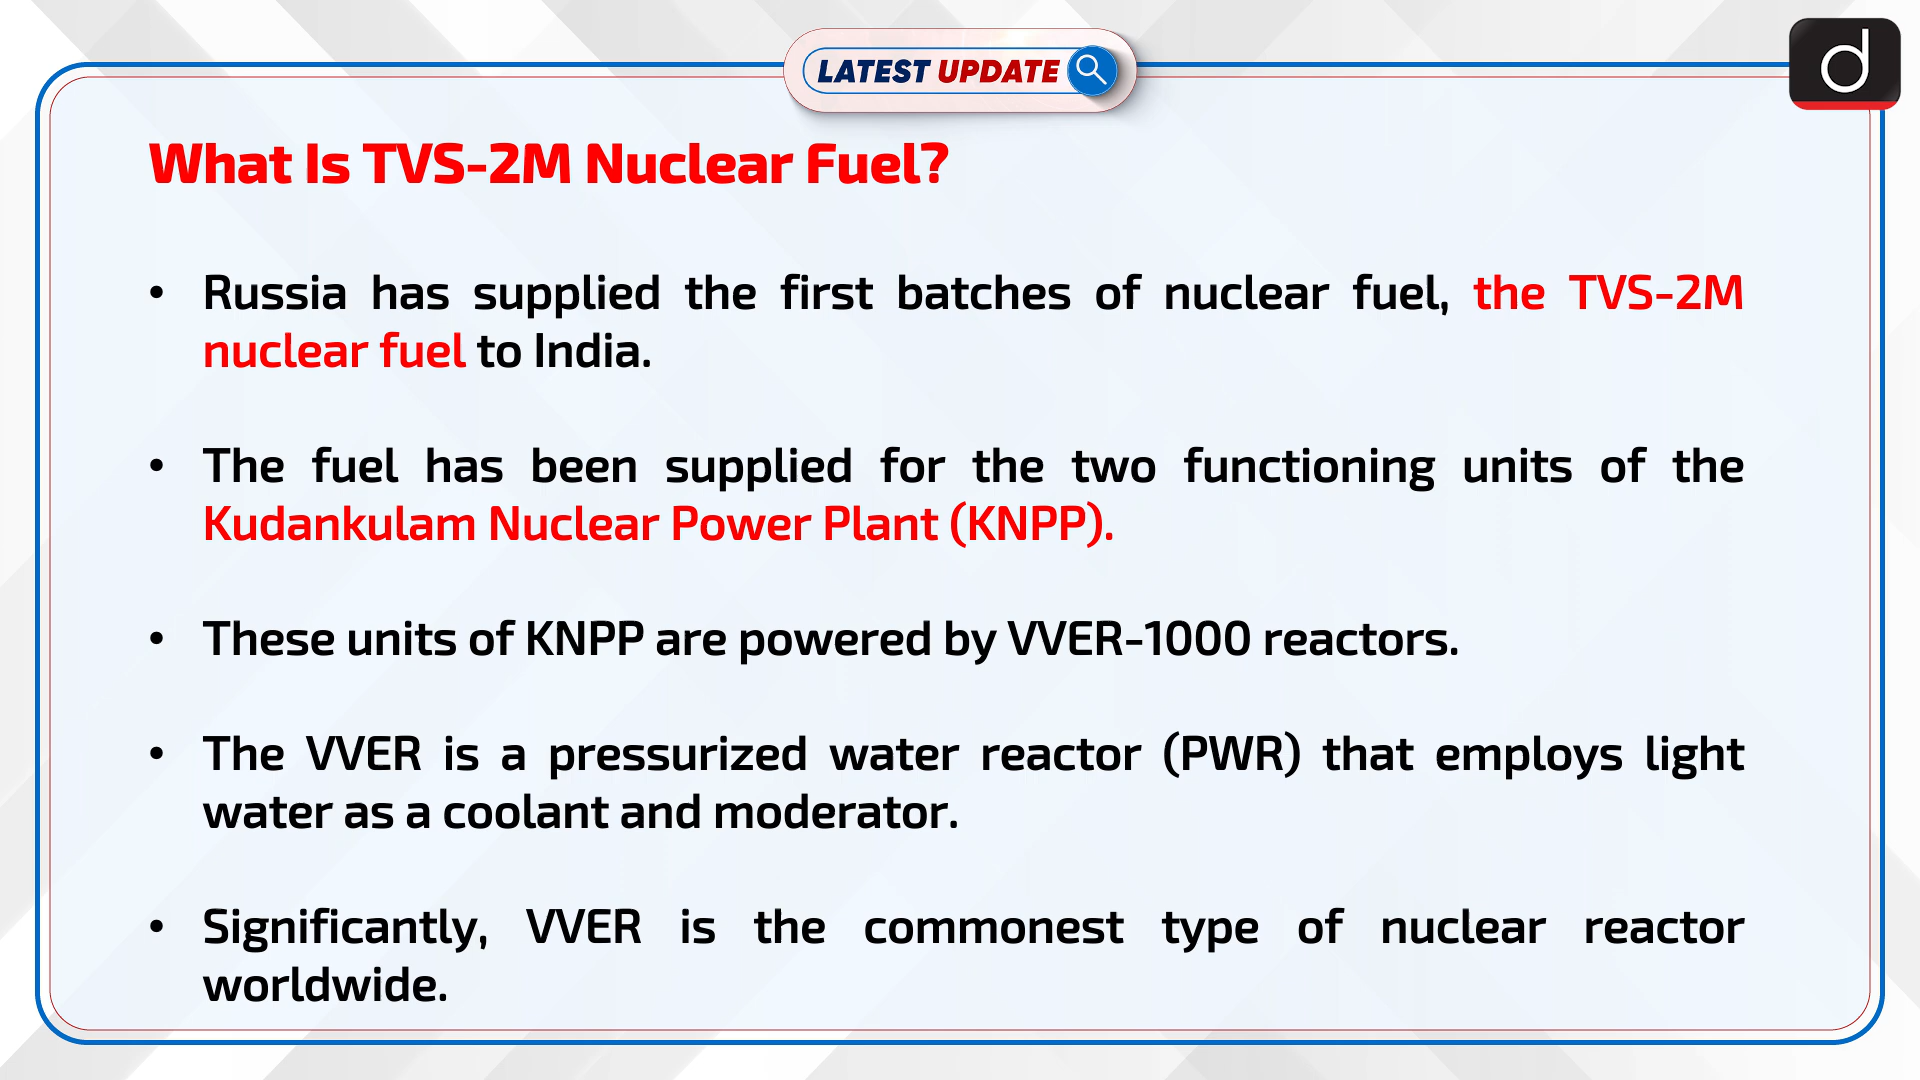 LATEST UPDATE
d
What Is TVS-2M Nuclear Fuel?
• Russia has supplied the first batches of nuclear fuel, the TVS-2M
nuclear fuel to India.
• The fuel has been supplied for the two functioning units of the
Kudankulam Nuclear Power Plant (KNPP).
• These units of KNPP are powered by VVER-1000 reactors.
• The VVER is a pressurized water reactor (PWR) that employs light
water as a coolant and moderator.
• Significantly, VVER is the commonest type of nuclear reactor
worldwide.